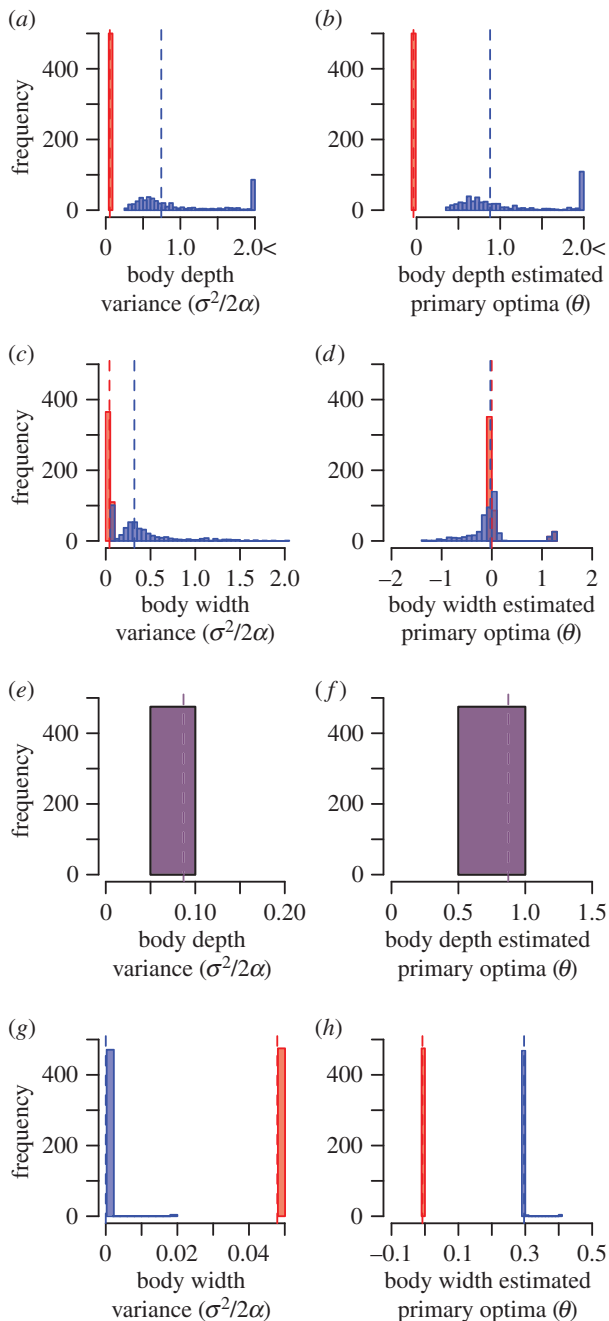 (a)
frequency
400
200
0
0 1.0 2.0<
body depth
variance (σ²/2α)
(b)
400
200
0
0 1.0 2.0<
body depth estimated
primary optima (θ)
(c)
frequency
400
200
0
0 0.5 1.0 1.5 2.0
body width
variance (σ²/2α)
(d)
400
200
0
–2 –1 0 1 2
body width estimated
primary optima (θ)
(e)
frequency
400
200
0
0 0.10 0.20
body depth
variance (σ²/2α)
(f)
400
200
0
0 0.5 1.0 1.5
body depth estimated
primary optima (θ)
(g)
frequency
400
200
0
0 0.02 0.04
body width
variance (σ²/2α)
(h)
400
200
0
–0.1 0.1 0.3 0.5
body width estimated
primary optima (θ)